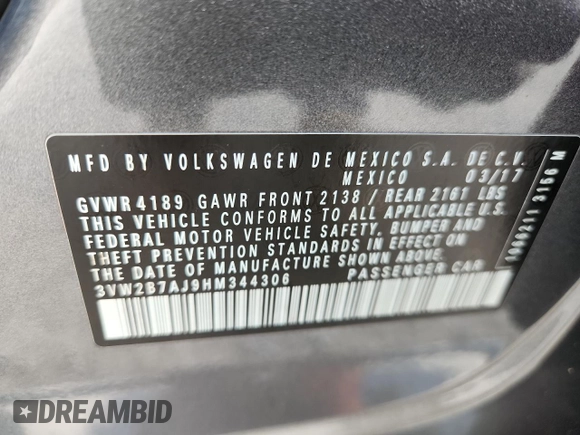 MFD BY VOLKSWAGEN DE MEXICO S.A. DE C.V.
MEXICO 03/17
GVWR 4189 GAWR FRONT 2138 / REAR 2161 LBS
THIS VEHICLE CONFORMS TO ALL APPLICABLE U.S.
FEDERAL MOTOR VEHICLE SAFETY, BUMPER AND
THEFT PREVENTION STANDARDS IN EFFECT ON
THE DATE OF MANUFACTURE SHOWN ABOVE.
3VW2B7AJ9HM344306 PASSENGER CAR
DREAMBID